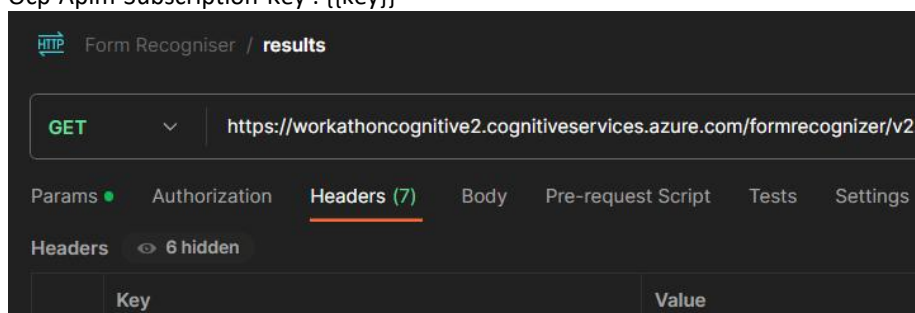 Ocp-Apim-Subscription-Key : {{key}}
HTTP Form Recogniser / results
GET https://workathoncognitive2.cognitiveservices.azure.com/formrecognizer/v2
Params Authorization Headers (7) Body Pre-request Script Tests Settings
Headers 6 hidden
Key Value